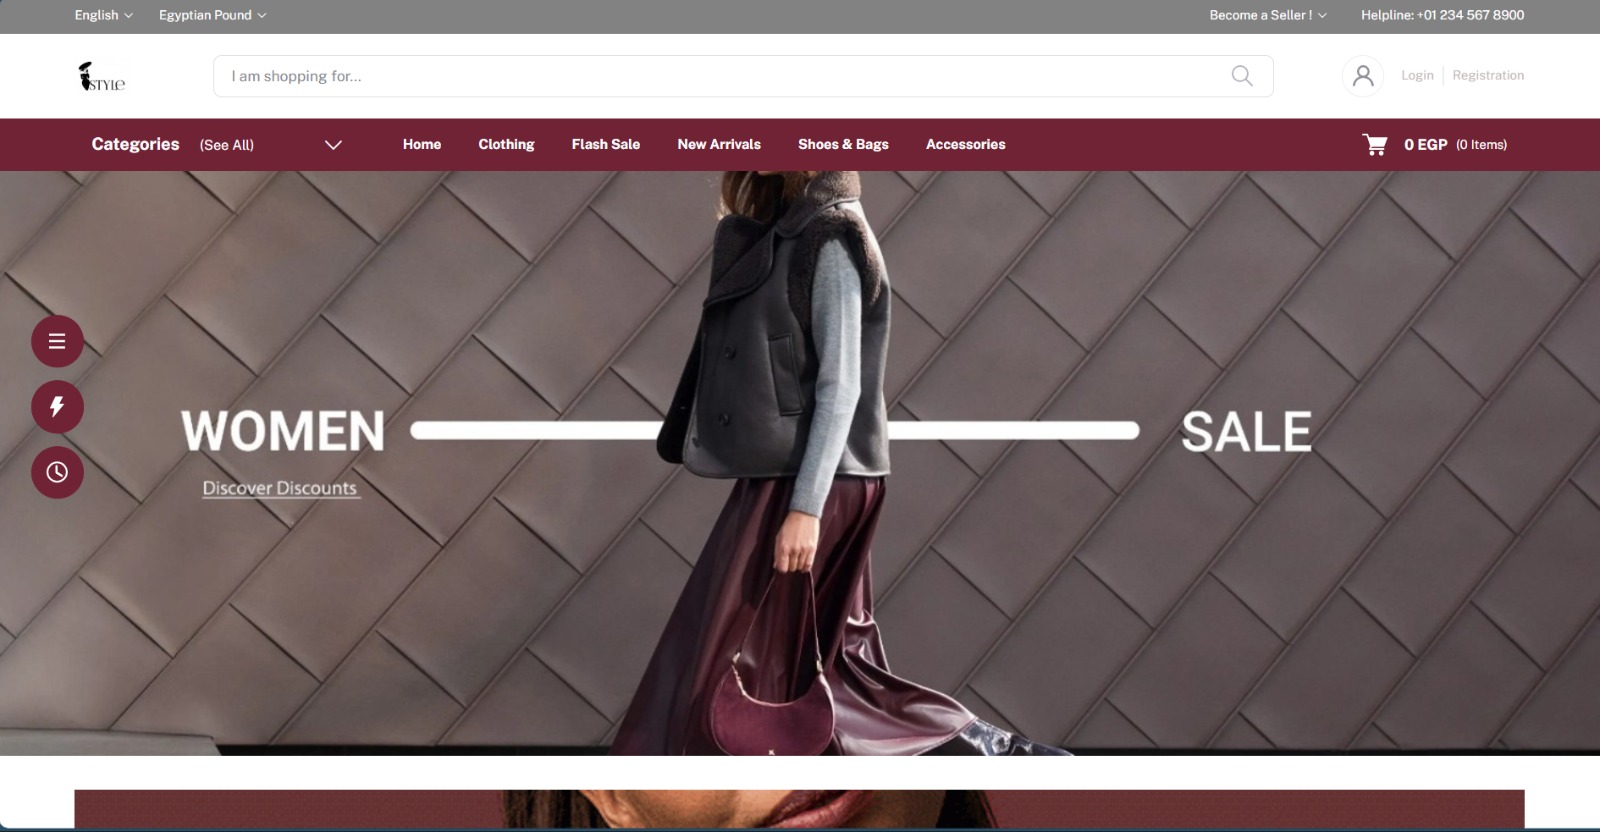 English
Egyptian Pound
Become a Seller !
Helpline: +01 234 567 8900
STYLE
I am shopping for...
Login
Registration
Categories (See All)
Home
Clothing
Flash Sale
New Arrivals
Shoes & Bags
Accessories
0 EGP (0 Items)
WOMEN
SALE
Discover Discounts